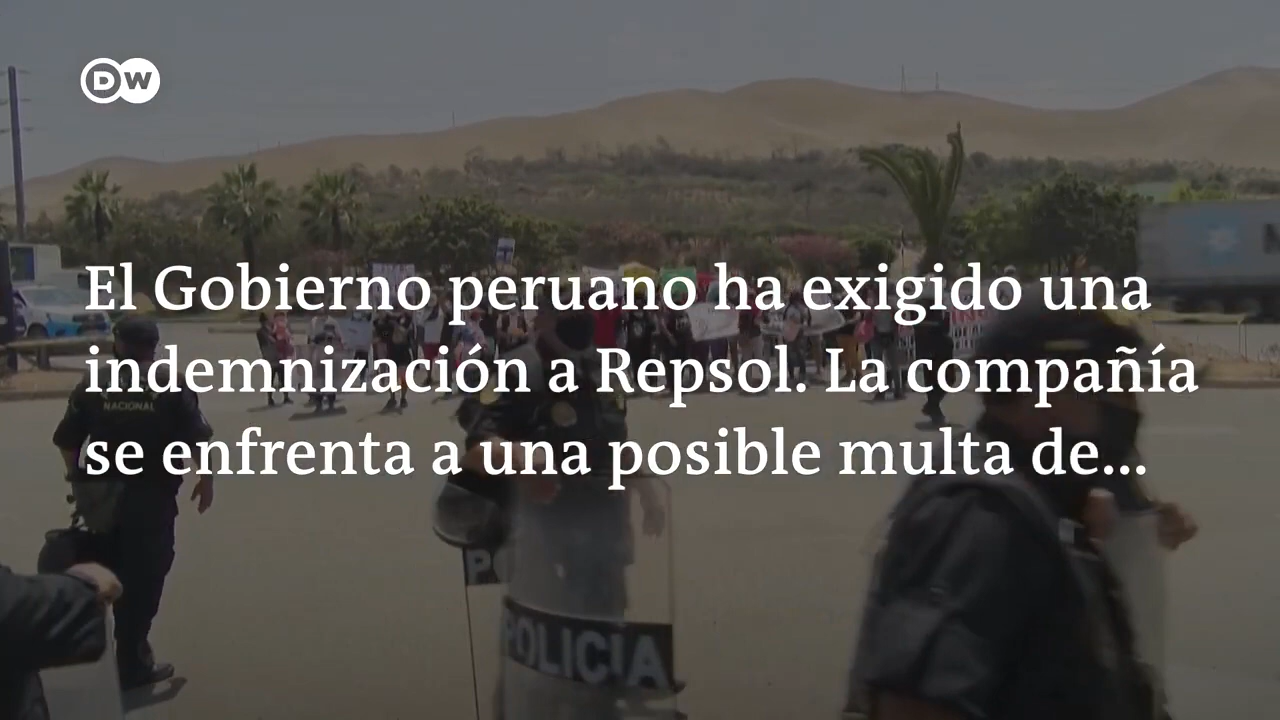 DW
El Gobierno peruano ha exigido una
indemnización a Repsol. La compañía
se enfrenta a una posible multa de...
NACIONAL
POLICIA